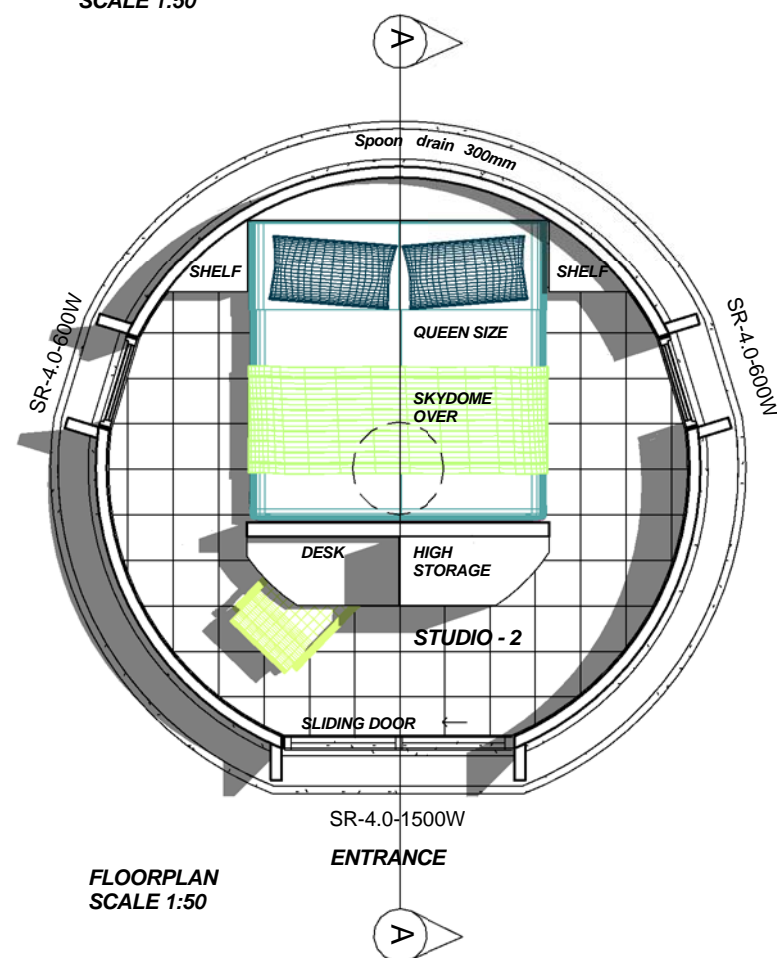 SCALE 1:50
A
Spoon drain 300mm
SHELF
SHELF
SR-4.0-600W
SR-4.0-600W
QUEEN SIZE
SKYDOME
OVER
DESK
HIGH
STORAGE
STUDIO - 2
SLIDING DOOR
SR-4.0-1500W
ENTRANCE
FLOORPLAN
SCALE 1:50
A